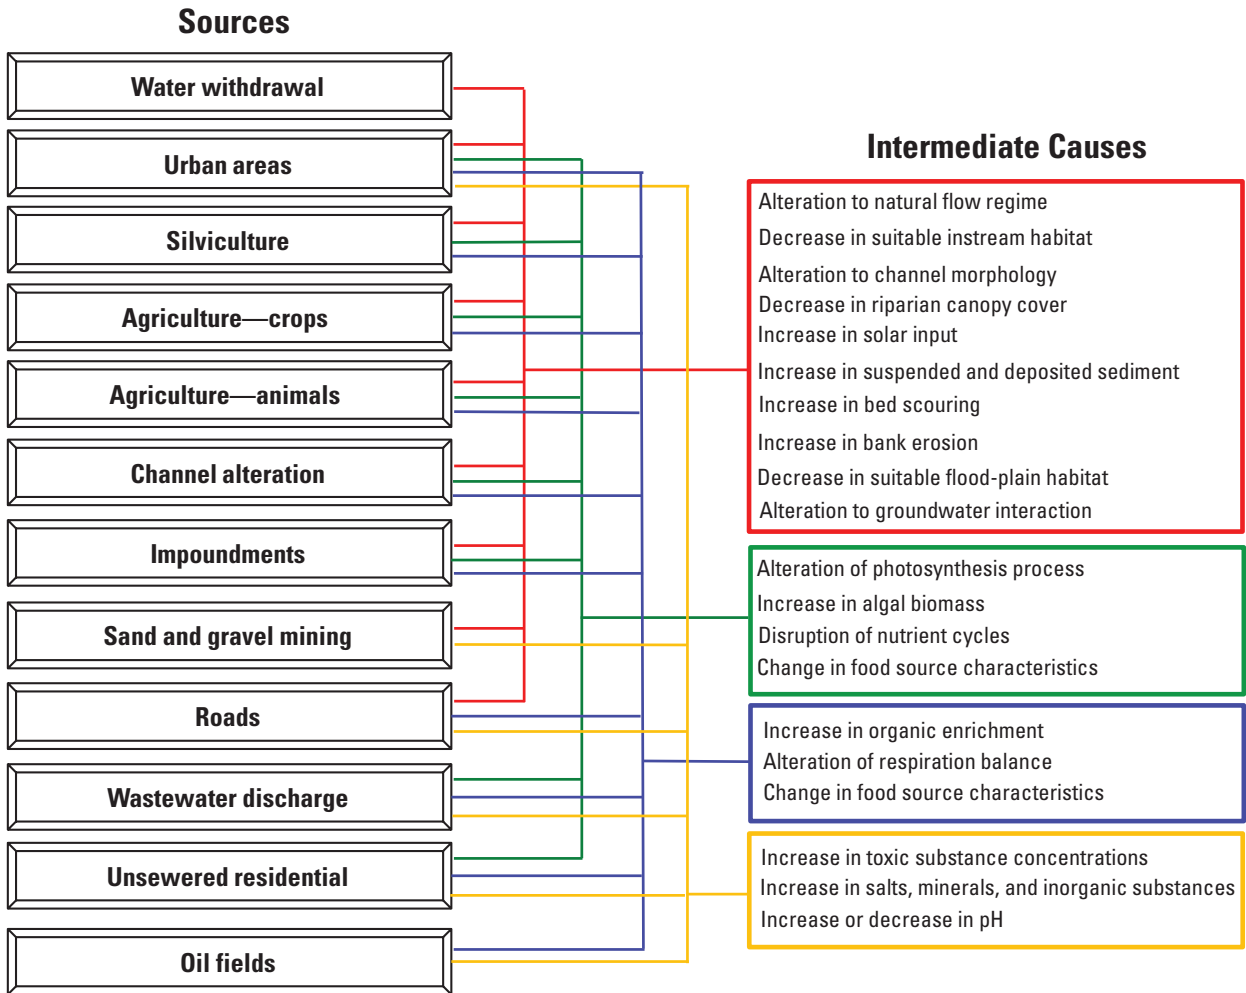 Sources
Water withdrawal
Urban areas
Silviculture
Agriculture—crops
Agriculture—animals
Channel alteration
Impoundments
Sand and gravel mining
Roads
Wastewater discharge
Unsewered residential
Oil fields
Intermediate Causes
Alteration to natural flow regime
Decrease in suitable instream habitat
Alteration to channel morphology
Decrease in riparian canopy cover
Increase in solar input
Increase in suspended and deposited sediment
Increase in bed scouring
Increase in bank erosion
Decrease in suitable flood-plain habitat
Alteration to groundwater interaction
Alteration of photosynthesis process
Increase in algal biomass
Disruption of nutrient cycles
Change in food source characteristics
Increase in organic enrichment
Alteration of respiration balance
Change in food source characteristics
Increase in toxic substance concentrations
Increase in salts, minerals, and inorganic substances
Increase or decrease in pH